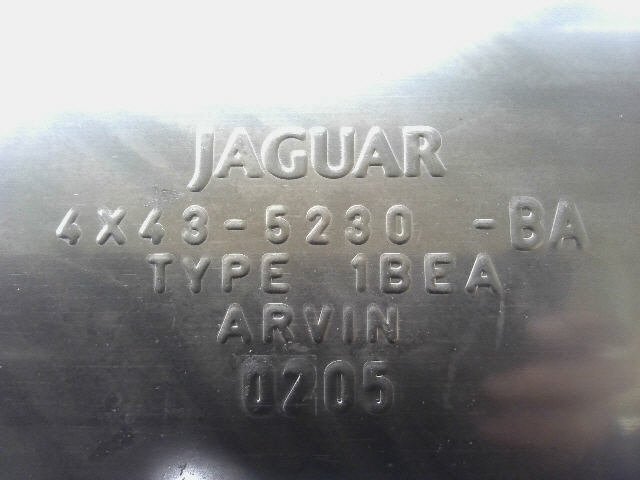 JAGUAR
4X43-5230 -BA
TYPE 1BEA
ARVIN
0205